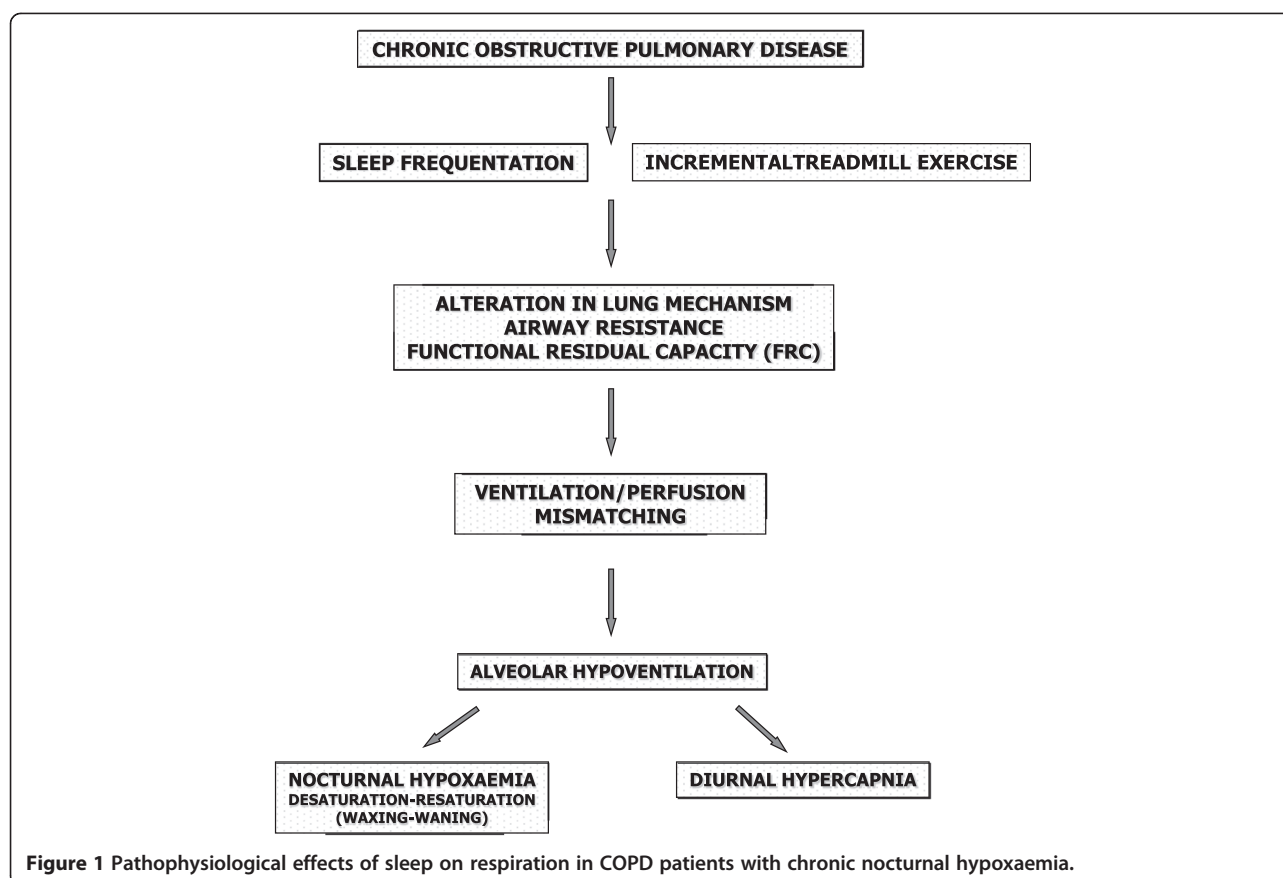 CHRONIC OBSTRUCTIVE PULMONARY DISEASE
SLEEP FREQUENTATION
INCREMENTALTREADMILL EXERCISE
ALTERATION IN LUNG MECHANISM
AIRWAY RESISTANCE
FUNCTIONAL RESIDUAL CAPACITY (FRC)
VENTILATION/PERFUSION
MISMATCHING
ALVEOLAR HYPOVENTILATION
NOCTURNAL HYPOXAEMIA
DESATURATION-RESATURATION
(WAXING-WANING)
DIURNAL HYPERCAPNIA
Figure 1 Pathophysiological effects of sleep on respiration in COPD patients with chronic nocturnal hypoxaemia.